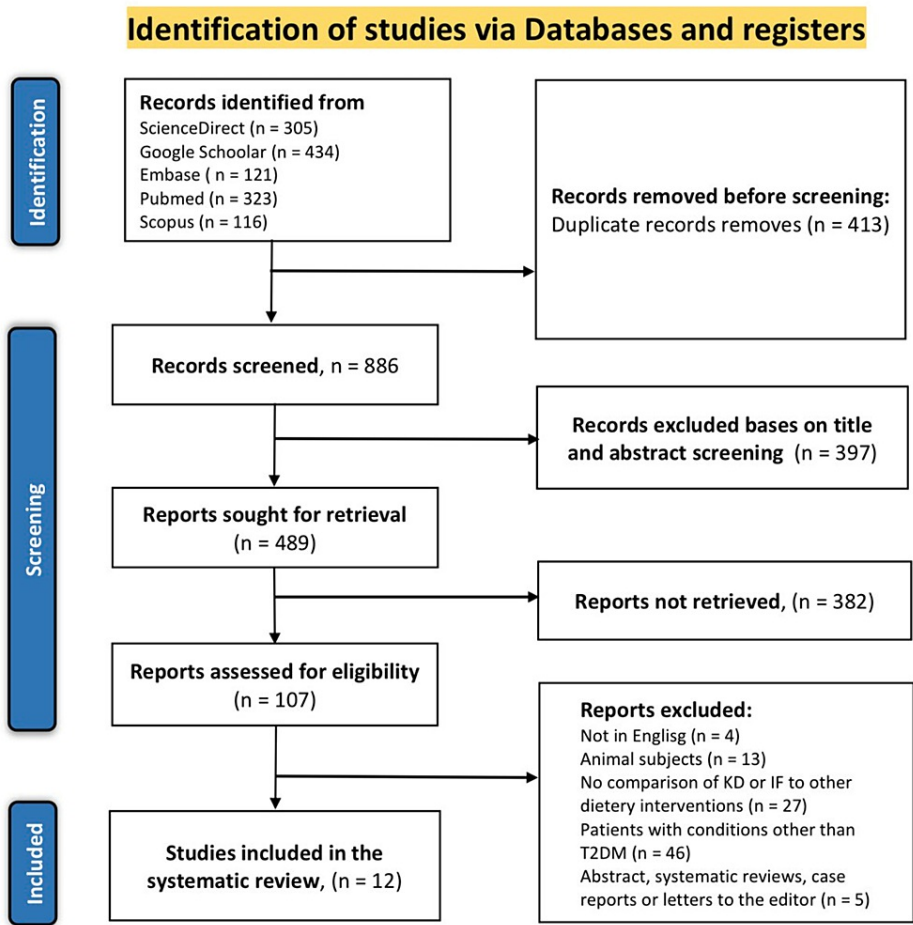 Identification of studies via Databases and registers
Identification
Records identified from
ScienceDirect (n = 305)
Google Schoolar (n = 434)
Embase ( n = 121)
Pubmed (n = 323)
Scopus (n = 116)
Records removed before screening:
Duplicate records removes (n = 413)
Screening
Records screened, n = 886
Records excluded bases on title
and abstract screening (n = 397)
Reports sought for retrieval
(n = 489)
Reports not retrieved, (n = 382)
Reports assessed for eligibility
(n = 107)
Reports excluded:
Not in Englisg (n = 4)
Animal subjects (n = 13)
No comparison of KD or IF to other
dietery interventions (n = 27)
Patients with conditions other than
T2DM (n = 46)
Abstract, systematic reviews, case
reports or letters to the editor (n = 5)
Included
Studies included in the
systematic review, (n = 12)